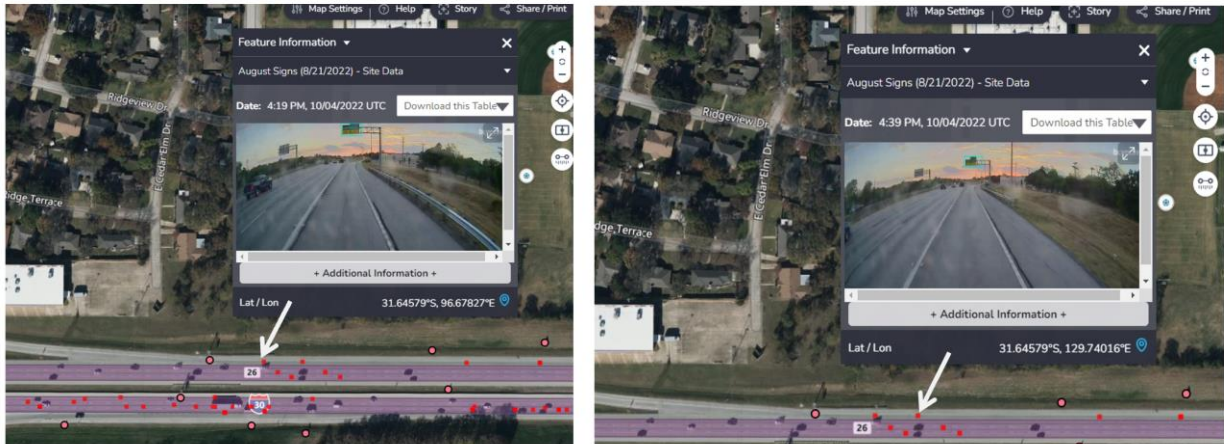 Map Settings
Help
Story
Share / Print
Feature Information
August Signs (8/21/2022) - Site Data
Date: 4:19 PM, 10/04/2022 UTC
Download this Table
+ Additional Information +
Lat / Lon
31.64579°S, 96.67827°E
Ridgeview Dr
E Cedar Elm Dr
dge Terrace
26
30
Map Settings
Help
Story
Share / Print
Feature Information
August Signs (8/21/2022) - Site Data
Date: 4:39 PM, 10/04/2022 UTC
Download this Table
+ Additional Information +
Lat / Lon
31.64579°S, 129.74016°E
Ridgeview Dr
E Cedar Elm Dr
dge Terrace
26